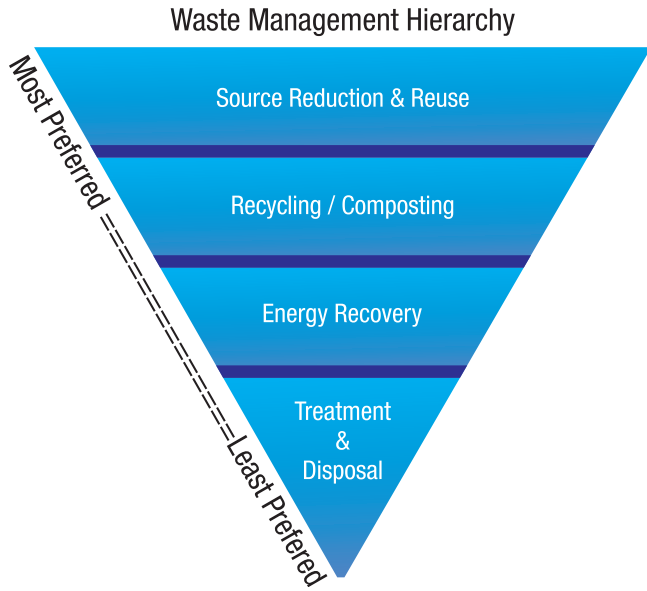 Waste Management Hierarchy
Most Preferred
Source Reduction & Reuse
Recycling / Composting
Energy Recovery
Treatment
&
Disposal
Least Prefered